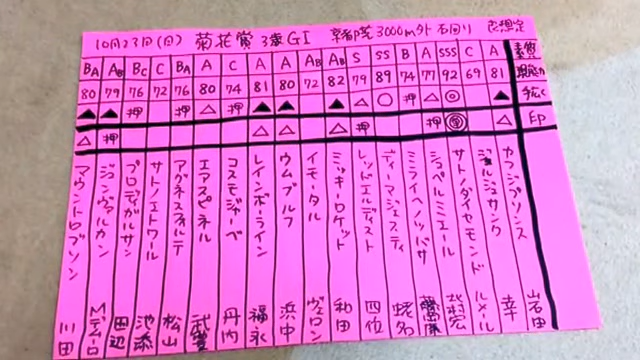 10月23日(日) 菊花賞 3歳GI 京都芝3000m外 右回り
BA AB BC C BA A C A A B AB S SS B A SSS C A 素質
80 79 76 72 76 80 74 81 80 72 82 79 89 74 77 92 69 81
▲ ▲ 押 押 △ 押 ▲ ▲ ▲ △ ○ 押 △ ◎ ▲
△ 押 △ △ △ 押 押 ◎ △ EP
マウントロブソン
ジュンヴァルカン
プロディガルサン
サトノエトワール
アグネスフォルテ
エアスピネル
コスモジャーベ
レインボーライン
ウムブルフ
イモータル
ミッキーロケット
レッドエルディスト
ディーマジェスティ
ミライヘノツバサ
シュペルミエール
サトノダイヤモンド
ジョルジュサンク
カフジプリンス
川田
Mデムーロ
田辺
池添
松山
武豊
丹内
福永
浜中
ヴェロン
和田
四位
蛯名
ルメール
幸
岩田